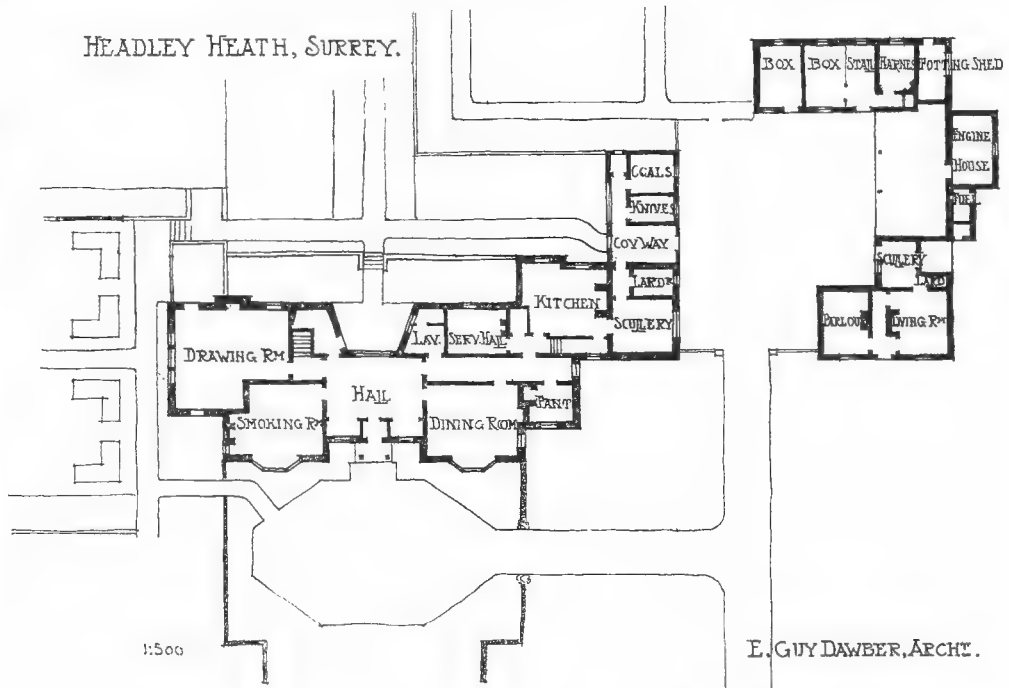 HEADLEY HEATH, SURREY.
BOX
BOX
STALL
HARNES
POTTING SHED
ENGINE
HOUSE
FUEL
SCULLERY
LARD
PARLOUR
LIVING RM
COALS
KNIVES
COV WAY
LARDR
SCULLERY
KITCHEN
LAV.
SERV. HALL
DRAWING RM
HALL
SMOKING RM
DINING ROOM
PANT
1:500
E. GUY DAWBER, ARCHT.